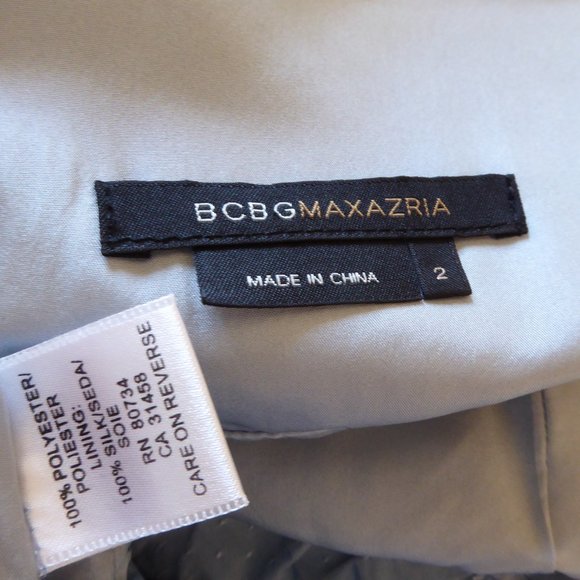 BCBGMAXAZRIA
MADE IN CHINA
2
100% POLYESTER/
POLIESTER
LINING:
100% SILK/SEDA/
SOIE
RN 80734
CA 31458
CARE ON REVERSE